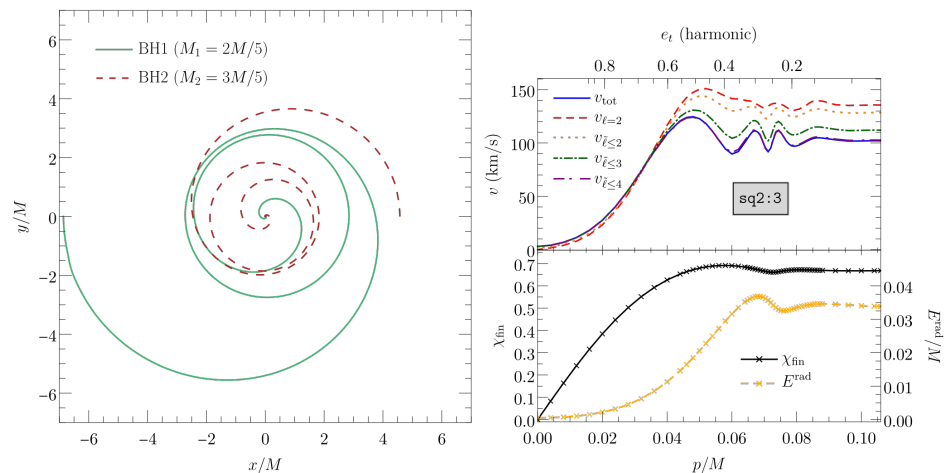 BH1 (M₁ = 2M/5)
BH2 (M₂ = 3M/5)
6
4
2
0
−2
−4
−6
y/M
−6
−4
−2
0
2
4
6
x/M
eₜ (harmonic)
0.8
0.6
0.4
0.2
150
100
50
0
v (km/s)
v_tot
v_ℓ=2
v_ℓ̃≤2
v_ℓ̃≤3
v_ℓ̃≤4
sq2:3
0.7
0.6
0.5
0.4
0.3
0.2
0.1
0.0
χ_fin
χ_fin
E^rad
0.04
0.03
0.02
0.01
0.00
E^rad/M
0.00
0.02
0.04
0.06
0.08
0.10
p/M